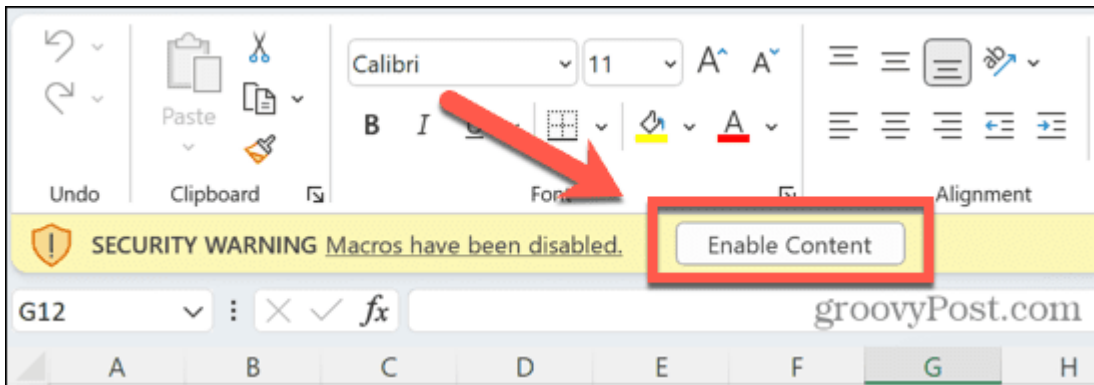 Calibri 11 A A ab
Paste B I U A
Undo Clipboard Font Alignment
SECURITY WARNING Macros have been disabled. Enable Content
G12 fx
groovyPost.com
A B C D E F G H